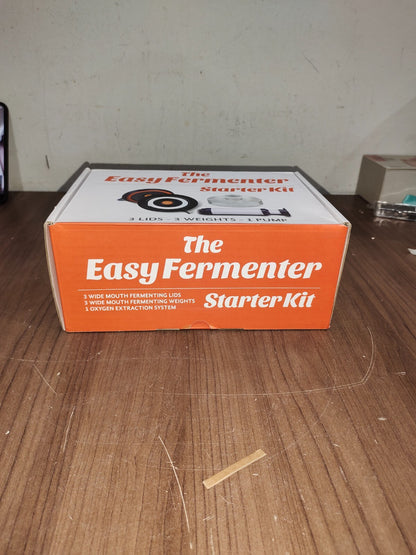 The
Easy Fermenter
Starter Kit
3 LIDS - 3 WEIGHTS - 1 PUMP
The
Easy Fermenter
3 WIDE MOUTH FERMENTING LIDS
3 WIDE MOUTH FERMENTING WEIGHTS
1 OXYGEN EXTRACTION SYSTEM
Starter Kit